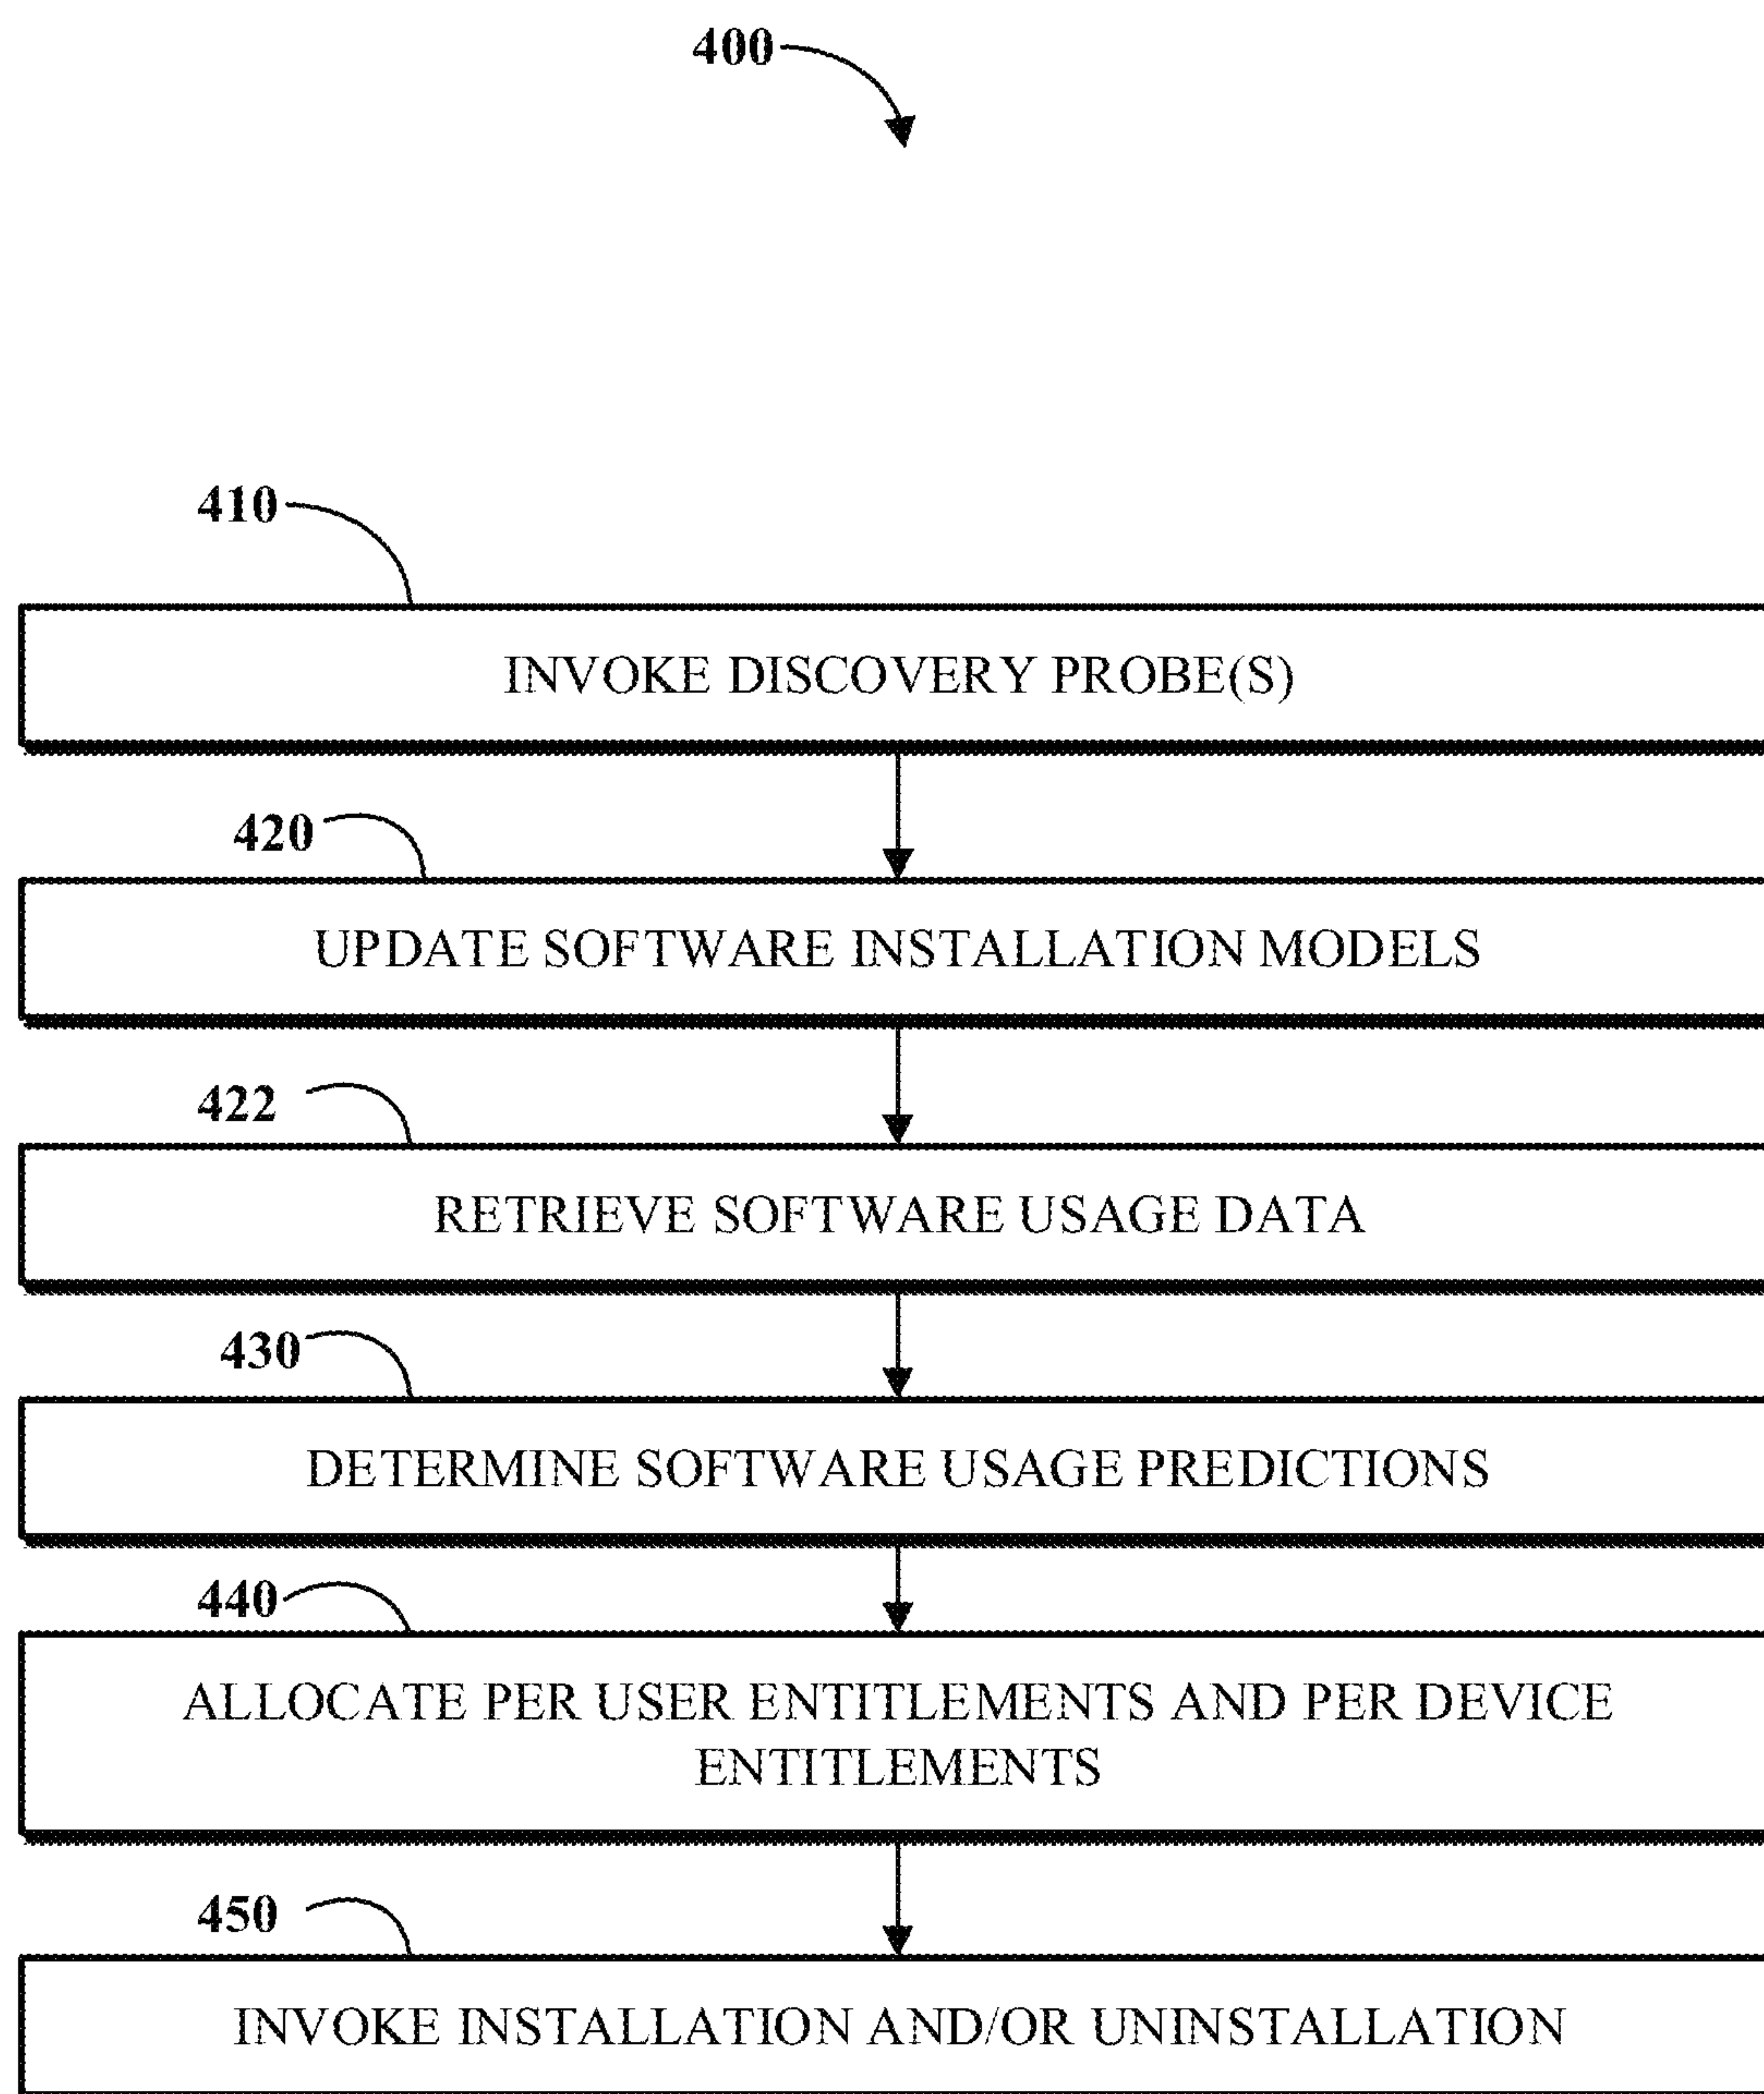 400
410
INVOKE DISCOVERY PROBE(S)
420
UPDATE SOFTWARE INSTALLATION MODELS
422
RETRIEVE SOFTWARE USAGE DATA
430
DETERMINE SOFTWARE USAGE PREDICTIONS
440
ALLOCATE PER USER ENTITLEMENTS AND PER DEVICE
ENTITLEMENTS
450
INVOKE INSTALLATION AND/OR UNINSTALLATION